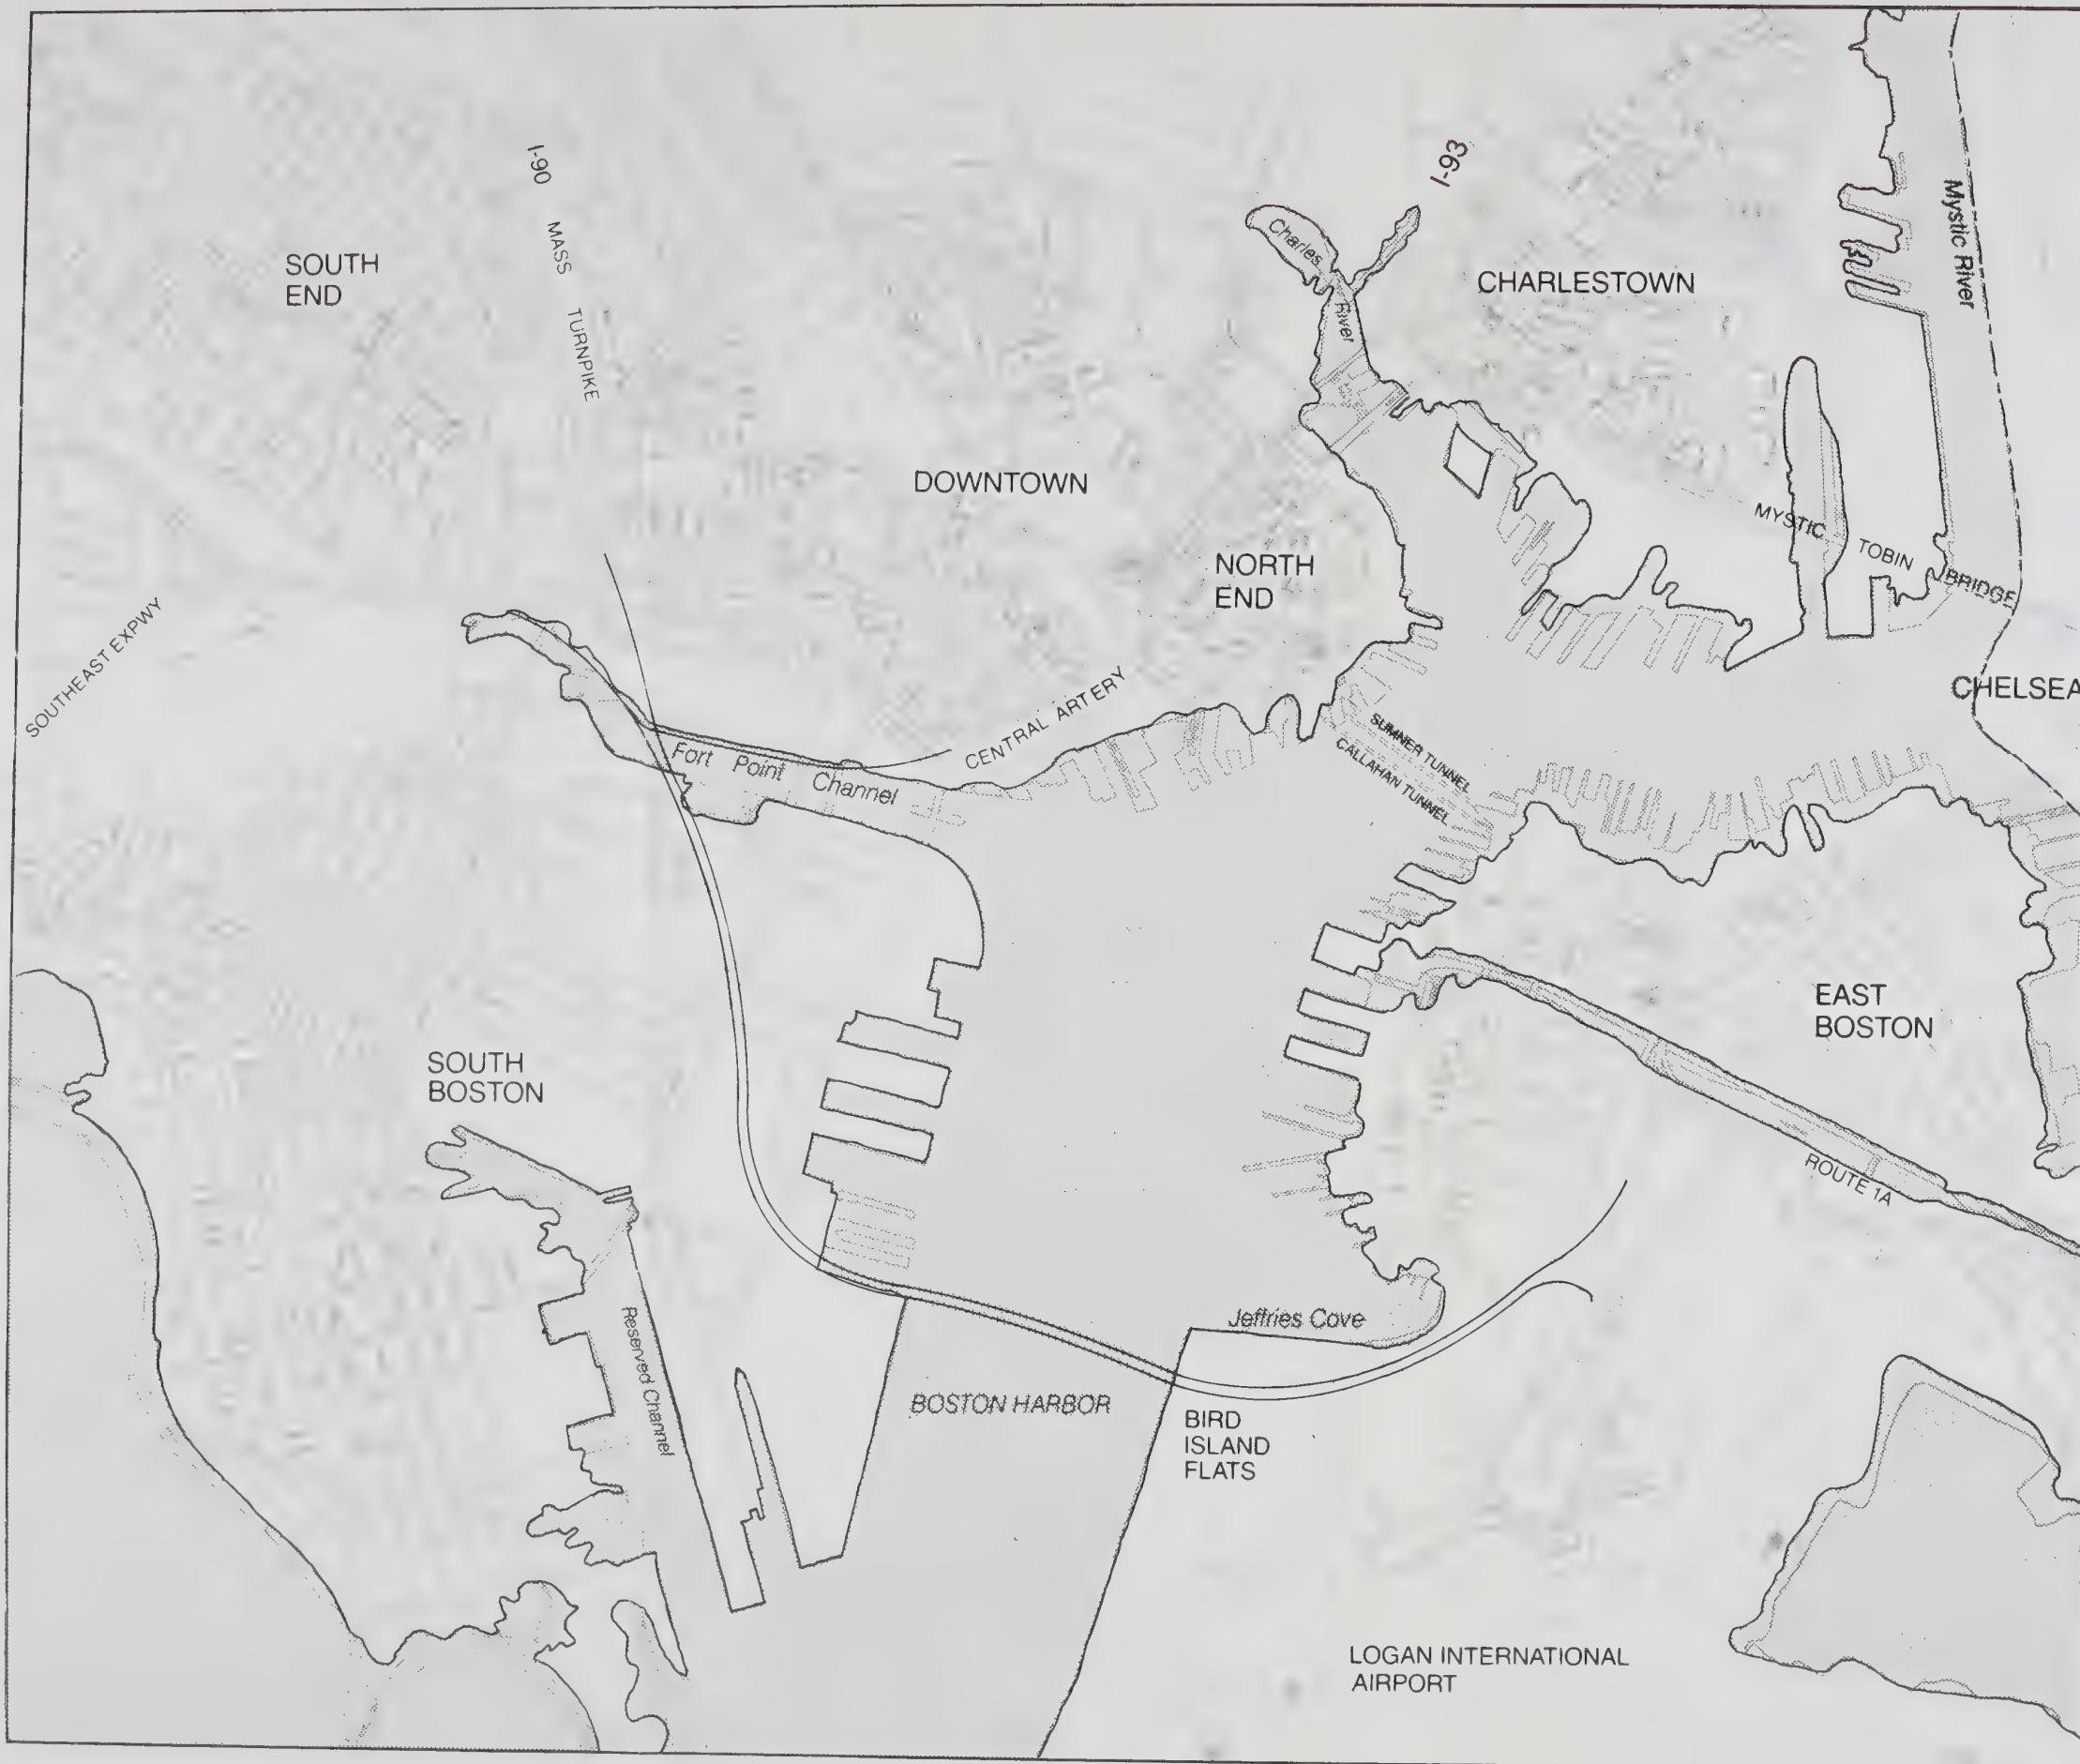 I-90
MASS
TURNPIKE
I-93
Charles
River
Mystic River
SOUTH
END
CHARLESTOWN
DOWNTOWN
NORTH
END
MYSTIC
TOBIN
BRIDGE
SOUTHEAST EXPWY
CENTRAL ARTERY
CHELSEA
Fort Point Channel
SUMNER TUNNEL
CALLAHAN TUNNEL
EAST
BOSTON
SOUTH
BOSTON
ROUTE 1A
Reserved Channel
Jeffries Cove
BOSTON HARBOR
BIRD
ISLAND
FLATS
LOGAN INTERNATIONAL
AIRPORT